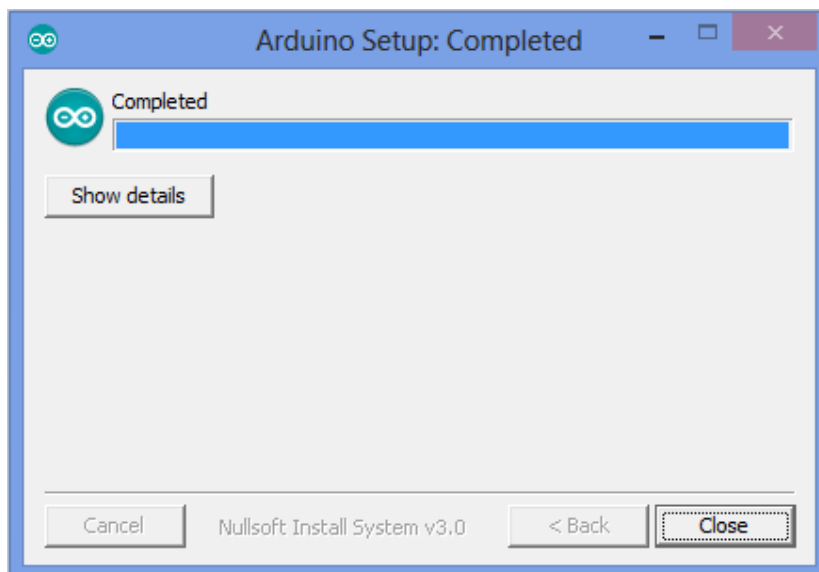 Arduino Setup: Completed
Completed
Show details
Cancel
Nullsoft Install System v3.0
< Back
Close